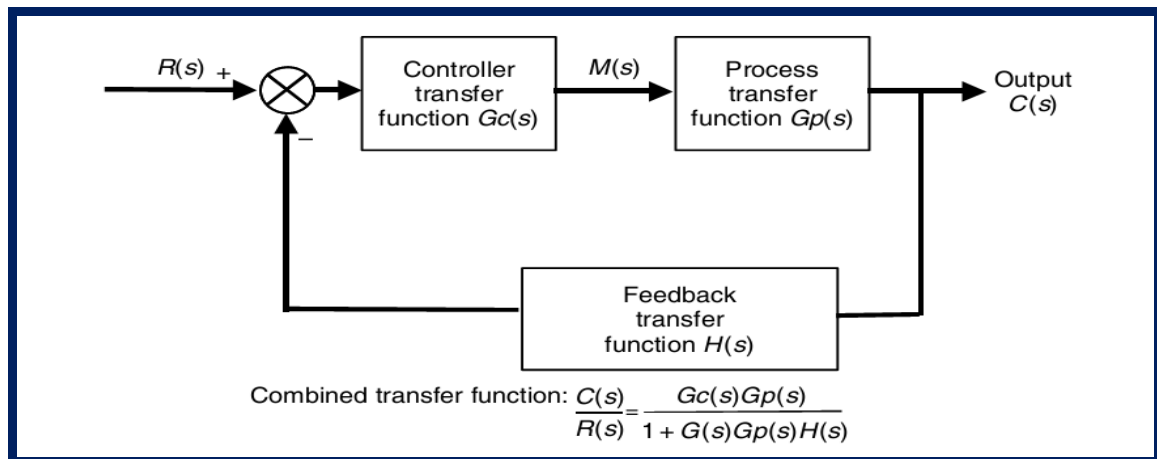 R(s) +
Controller
transfer
function Gc(s)
M(s)
Process
transfer
function Gp(s)
Output
C(s)
–
Feedback
transfer
function H(s)
Combined transfer function: C(s)/R(s) = Gc(s)Gp(s)/1 + G(s)Gp(s)H(s)